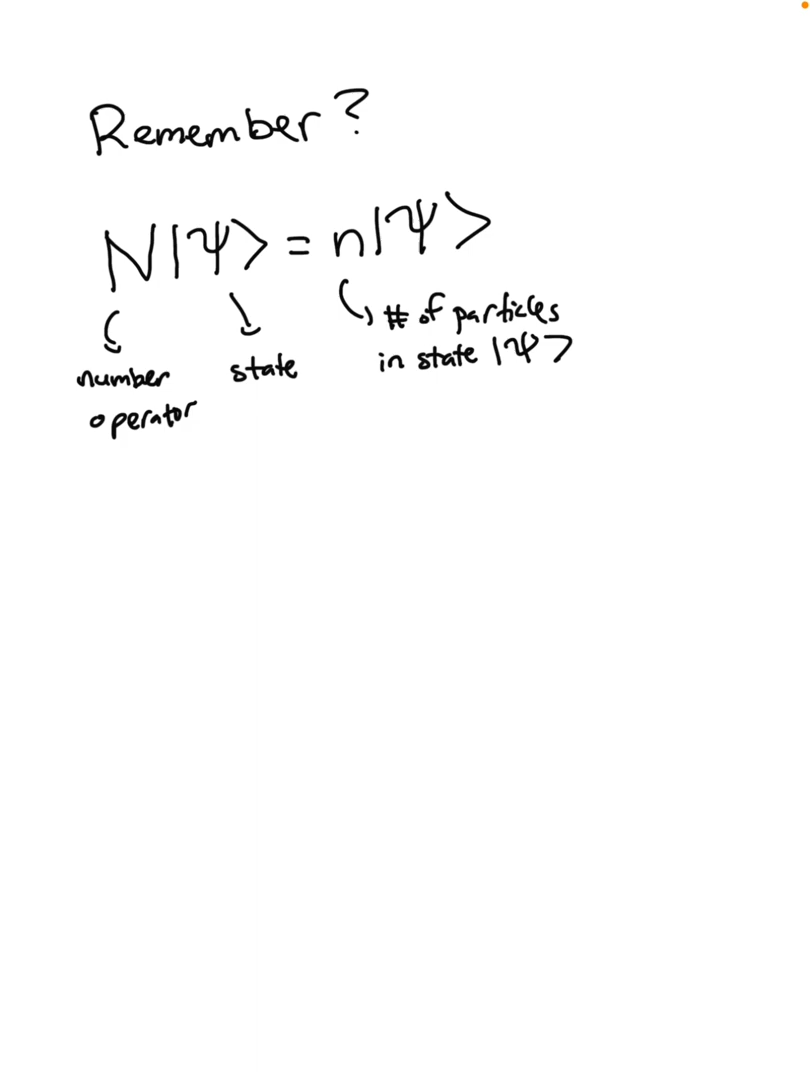 Remember?
N|Ψ> = n|Ψ>
# of particles
in state |Ψ>
number
operator
state